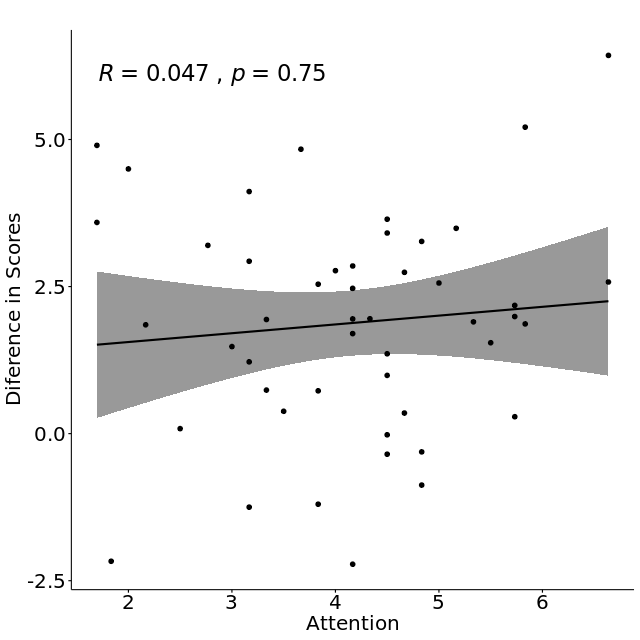 R = 0.047 , p = 0.75
5.0
2.5
0.0
-2.5
Diference in Scores
2 3 4 5 6
Attention